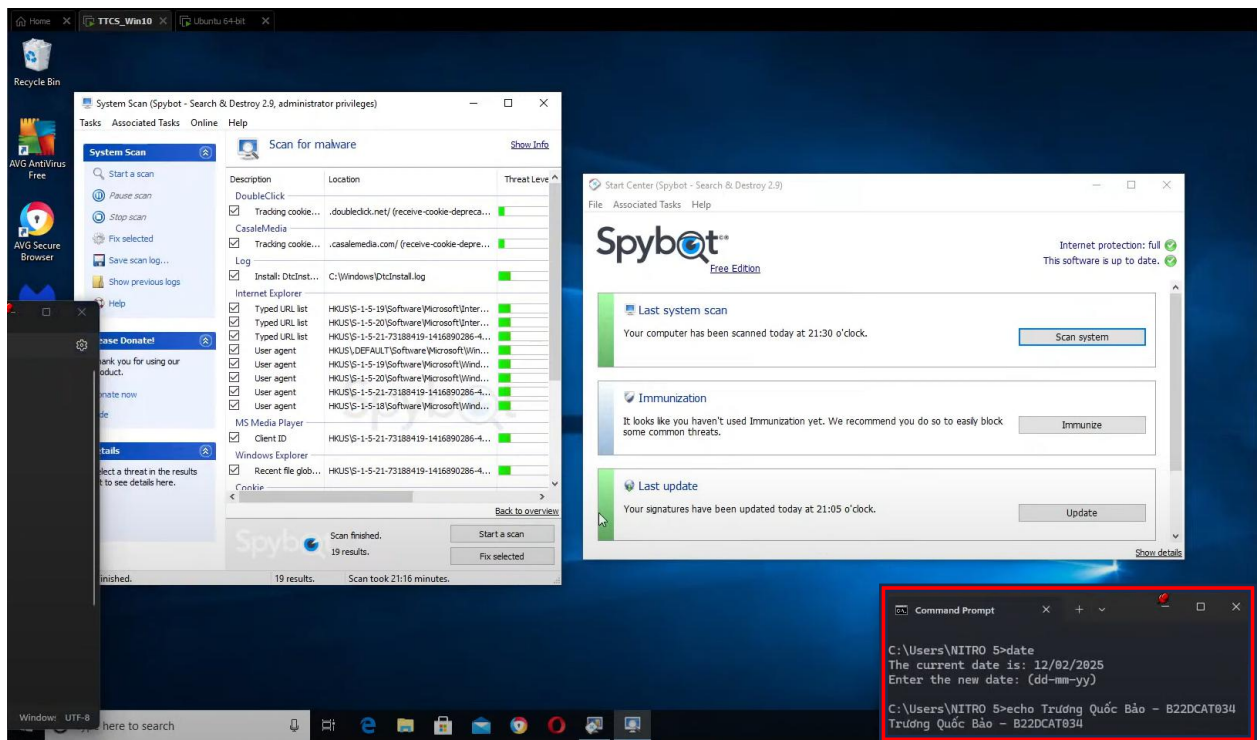 Home
TTCS_Win10
Ubuntu 64-bit
Recycle Bin
AVG AntiVirus Free
AVG Secure Browser
System Scan (Spybot - Search & Destroy 2.9, administrator privileges)
Tasks Associated Tasks Online Help
System Scan
Start a scan
Pause scan
Stop scan
Fix selected
Save scan log...
Show previous logs
Help
ease Donate!
ank you for using our
oduct.
nate now
de
tails
lect a threat in the results
t to see details here.
Scan for malware
Show Info
Description Location Threat Leve
DoubleClick
Tracking cookie... .doubleclick.net/ (receive-cookie-depreca...
CasaleMedia
Tracking cookie... .casalemedia.com/ (receive-cookie-depre...
Log
Install: DtcInst... C:\Windows\DtcInstall.log
Internet Explorer
Typed URL list HKUS\S-1-5-19\Software\Microsoft\Inter...
Typed URL list HKUS\S-1-5-20\Software\Microsoft\Inter...
Typed URL list HKUS\S-1-5-21-73188419-1416890286-4...
User agent HKUS\.DEFAULT\Software\Microsoft\Win...
User agent HKUS\S-1-5-19\Software\Microsoft\Wind...
User agent HKUS\S-1-5-20\Software\Microsoft\Wind...
User agent HKUS\S-1-5-21-73188419-1416890286-4...
User agent HKUS\S-1-5-18\Software\Microsoft\Wind...
MS Media Player
Client ID HKUS\S-1-5-21-73188419-1416890286-4...
Windows Explorer
Recent file glob... HKUS\S-1-5-21-73188419-1416890286-4...
Cookie
Back to overview
Spybot
Scan finished.
19 results.
Start a scan
Fix selected
inished. 19 results. Scan took 21:16 minutes.
Start Center (Spybot - Search & Destroy 2.9)
File Associated Tasks Help
Spybot
Free Edition
Internet protection: full
This software is up to date.
Last system scan
Your computer has been scanned today at 21:30 o'clock.
Scan system
Immunization
It looks like you haven't used Immunization yet. We recommend you do so to easily block
some common threats.
Immunize
Last update
Your signatures have been updated today at 21:05 o'clock.
Update
Show details
Command Prompt
C:\Users\NITRO 5>date
The current date is: 12/02/2025
Enter the new date: (dd-mm-yy)
C:\Users\NITRO 5>echo Trương Quốc Bảo - B22DCAT034
Trương Quốc Bảo - B22DCAT034
Window: UTF-8
here to search